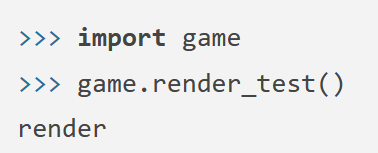 >>> import game
>>> game.render_test()
render